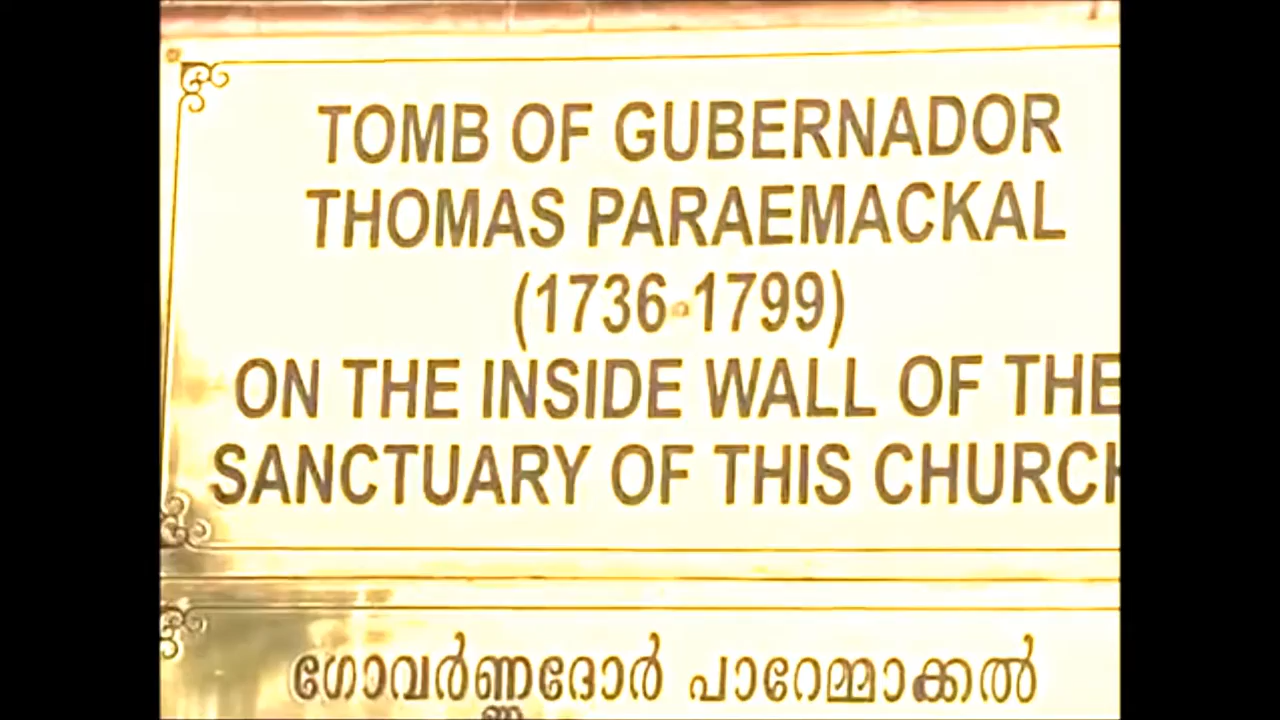 TOMB OF GUBERNADOR
THOMAS PARAEMACKAL
(1736-1799)
ON THE INSIDE WALL OF THE
SANCTUARY OF THIS CHURCH
ഗോവർണ്ണദോർ പാറേമ്മാക്കൽ